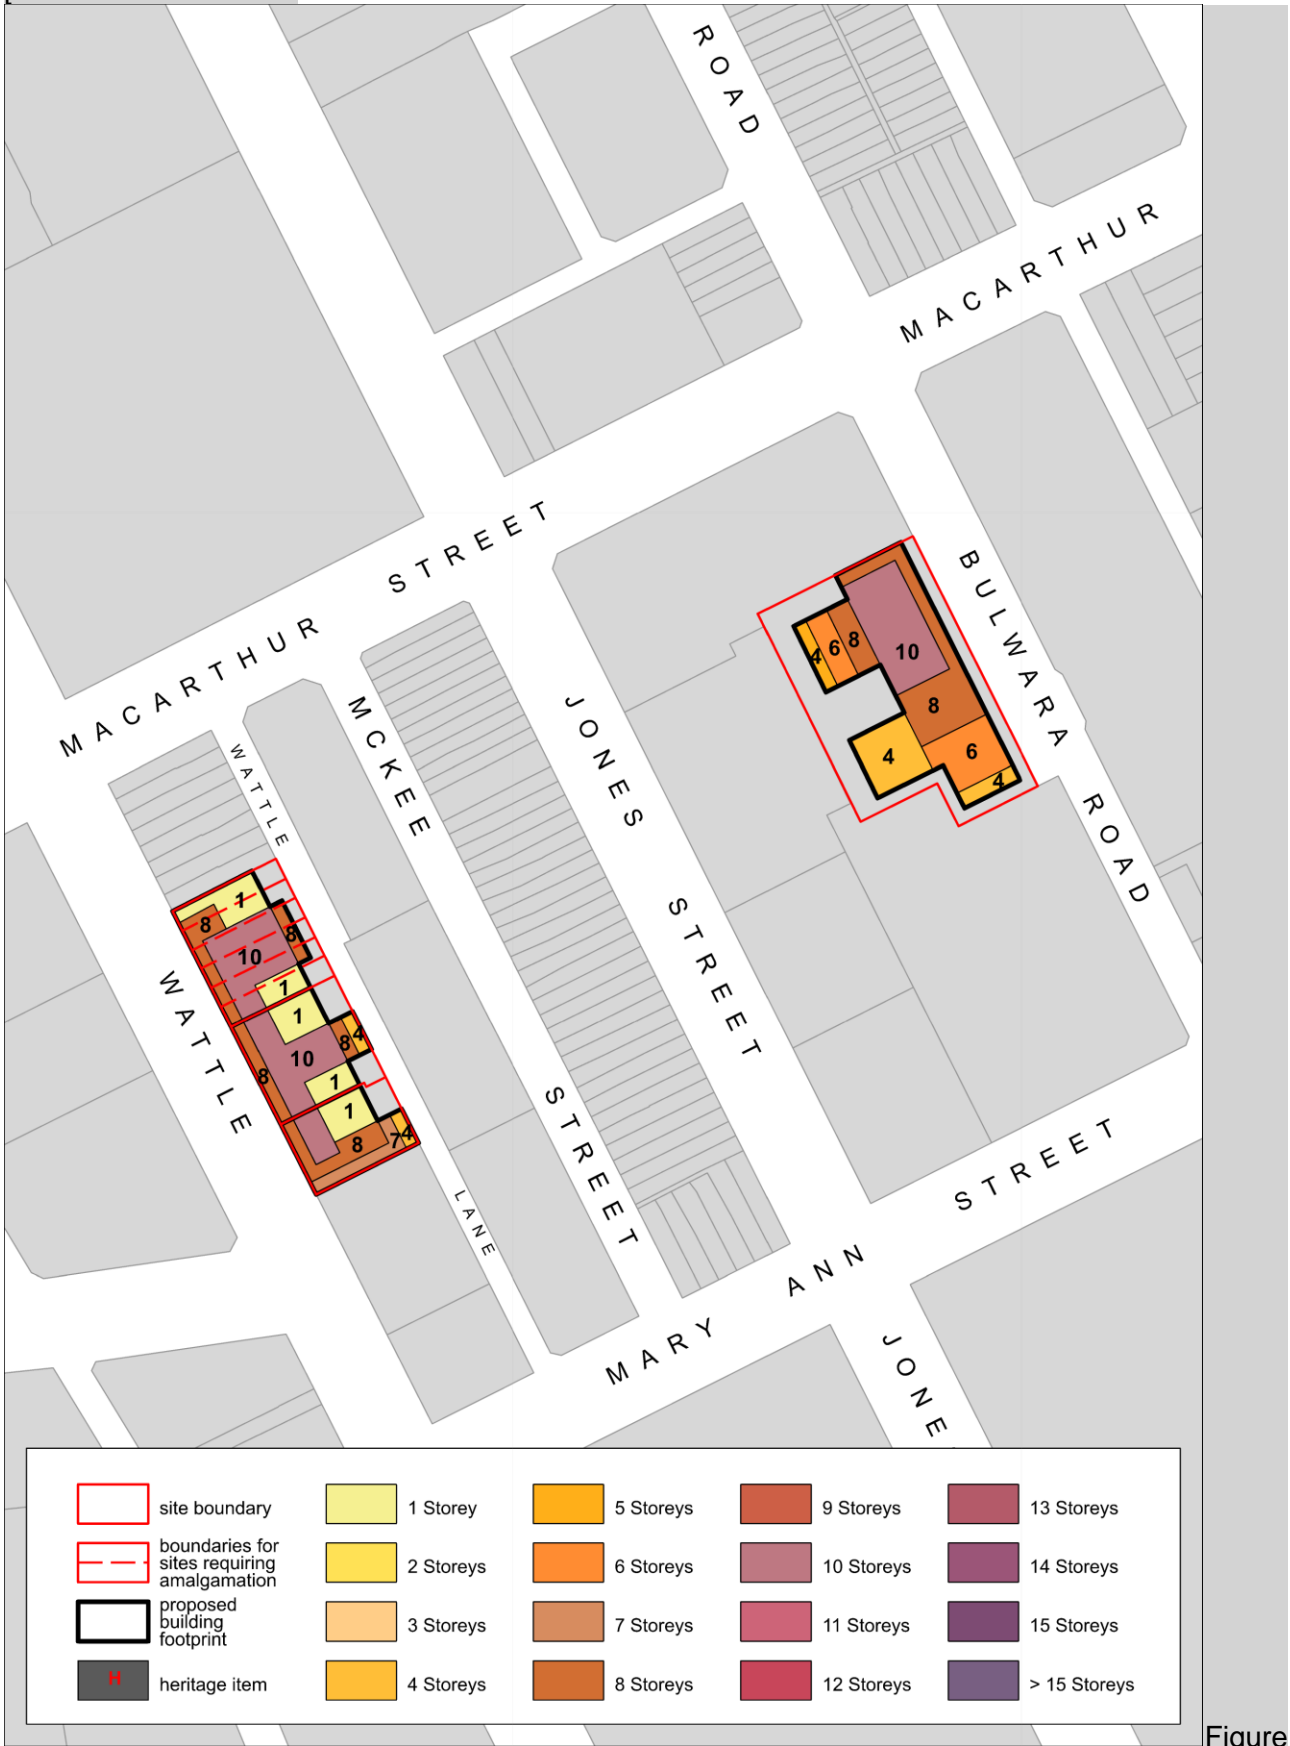 ROAD
MACARTHUR
MACARTHUR STREET
BULWARA ROAD
MCKEE STREET
JONES STREET
WATTLE LANE
WATTLE
4
6
8
10
8
4
6
4
1
8
10
8
1
1
10
8
4
8
1
1
8
7
4
MARY ANN STREET
JONE
site boundary
boundaries for
sites requiring
amalgamation
proposed
building
footprint
H
heritage item
1 Storey
2 Storeys
3 Storeys
4 Storeys
5 Storeys
6 Storeys
7 Storeys
8 Storeys
9 Storeys
10 Storeys
11 Storeys
12 Storeys
13 Storeys
14 Storeys
15 Storeys
> 15 Storeys
Figure